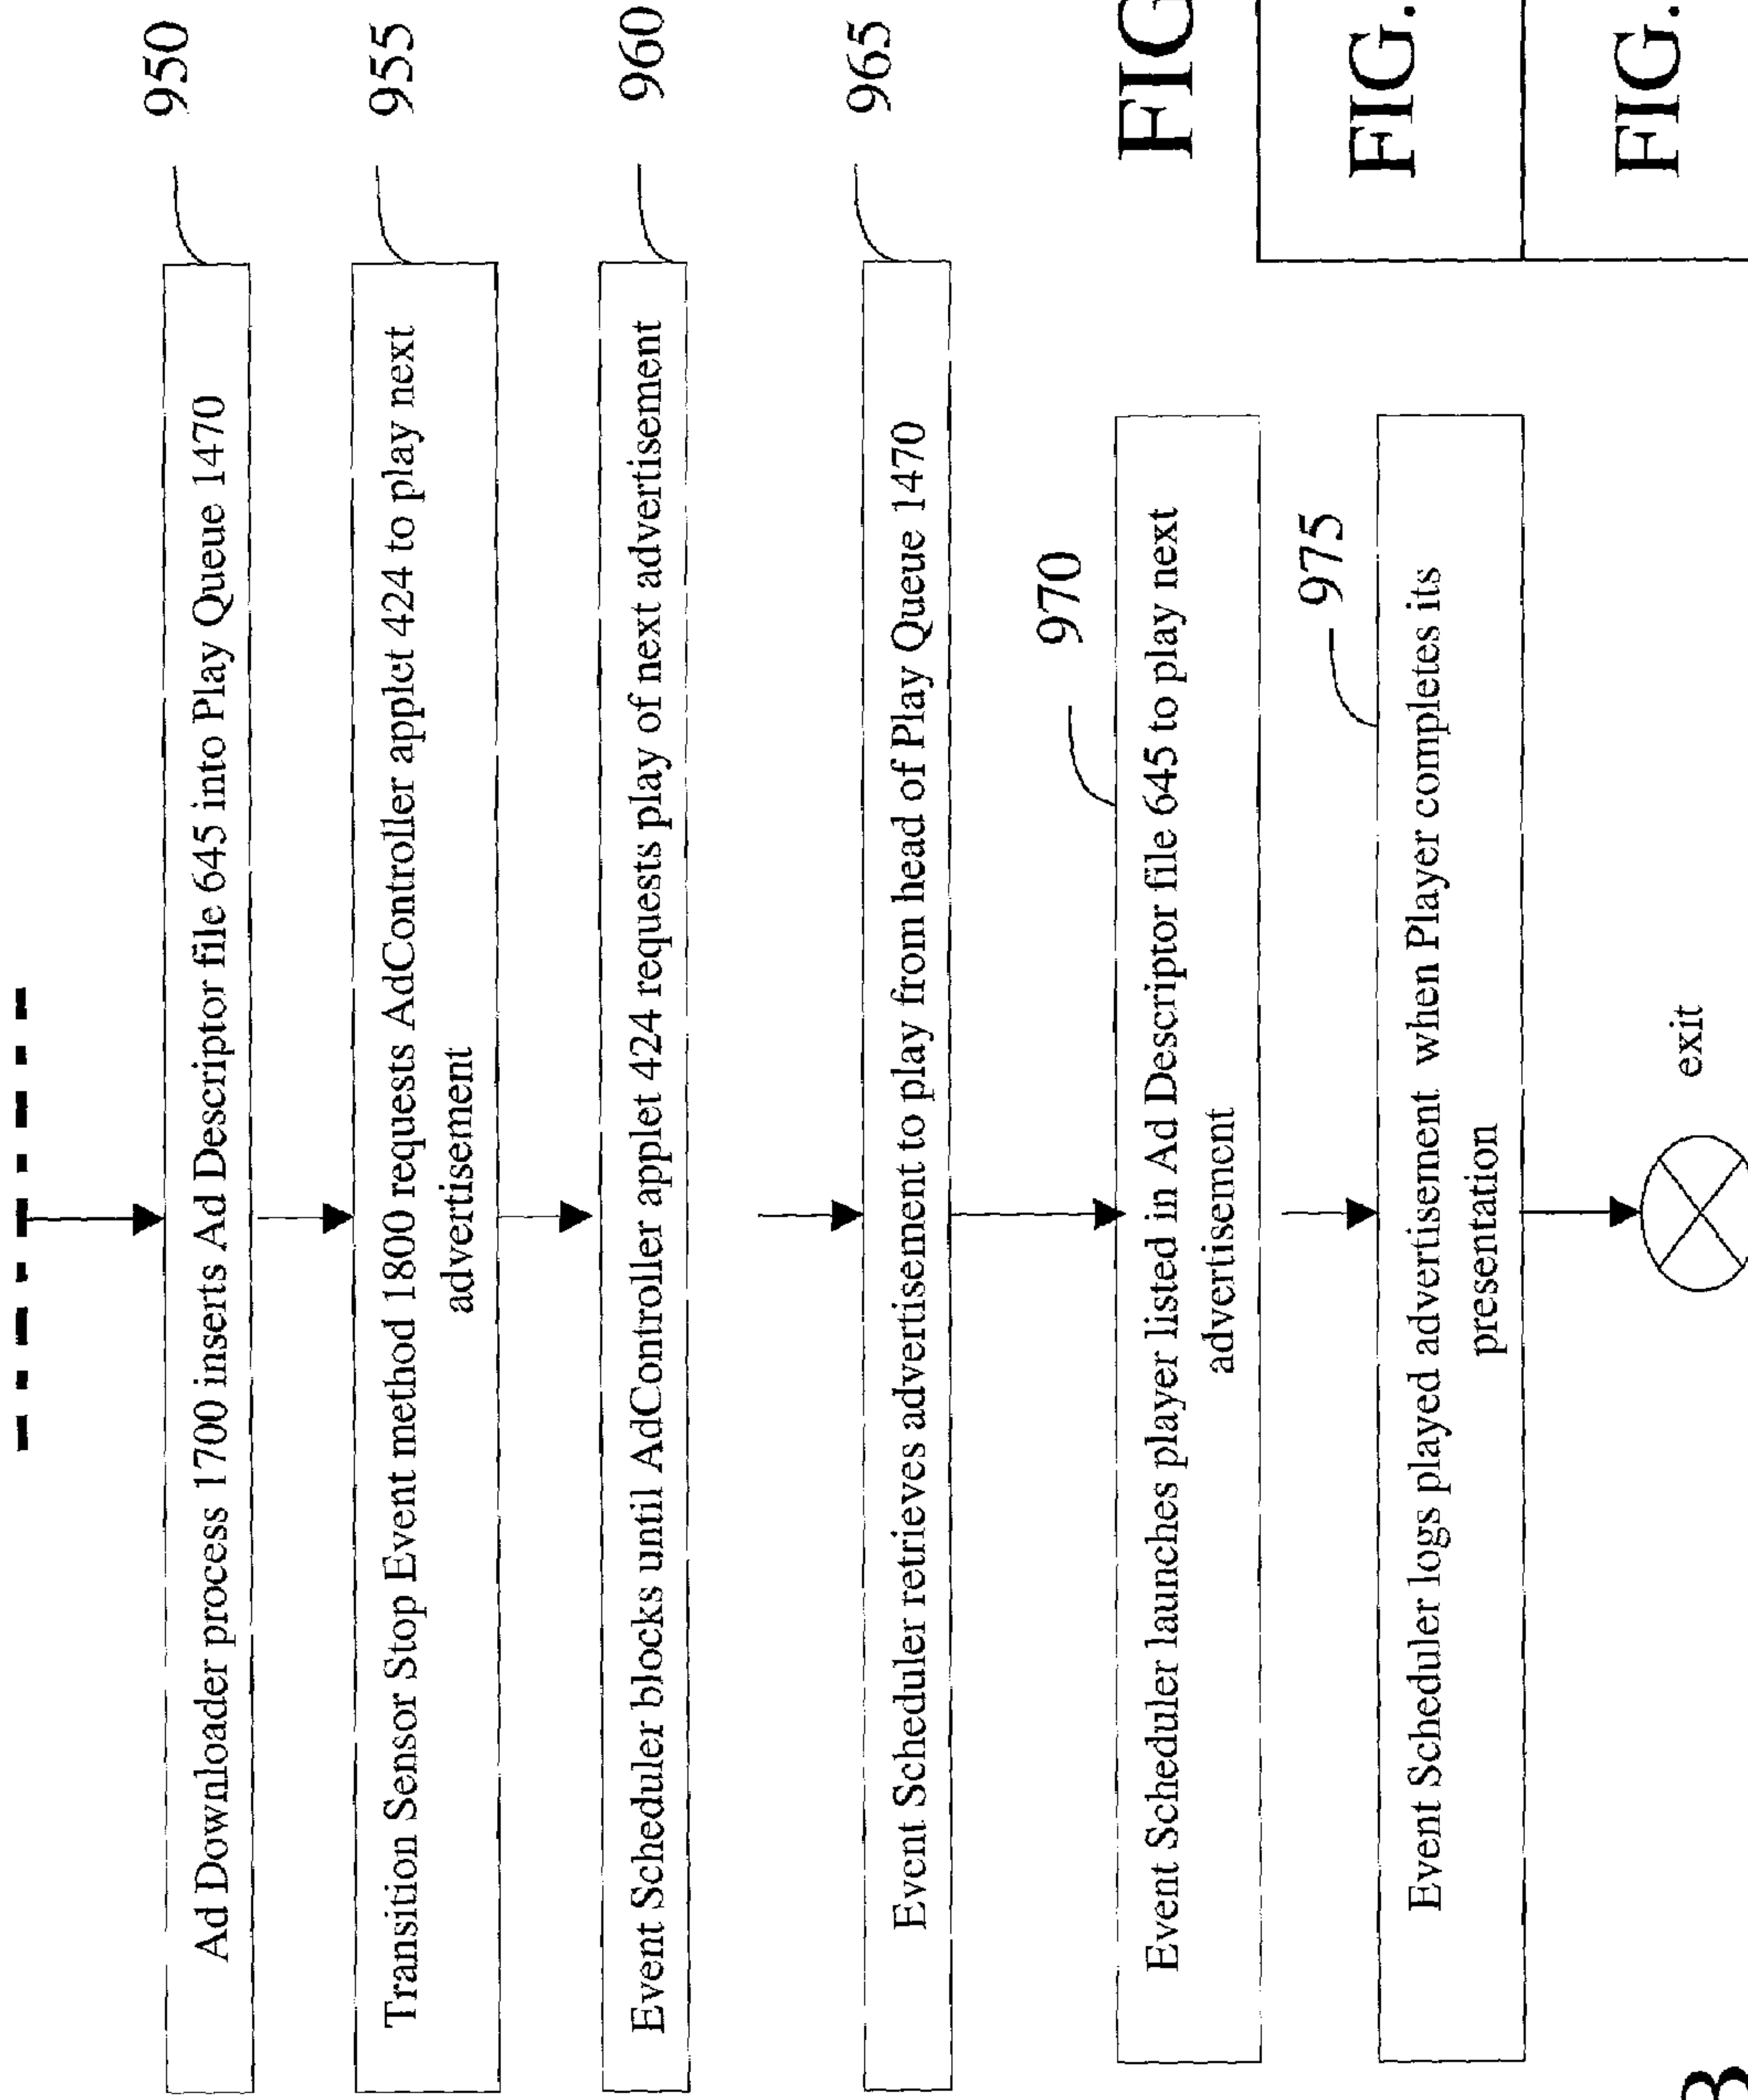 950
Ad Downloader process 1700 inserts Ad Descriptor file 645 into Play Queue 1470
955
Transition Sensor Stop Event method 1800 requests AdController applet 424 to play next
advertisement
960
Event Scheduler blocks until AdController applet 424 requests play of next advertisement
965
Event Scheduler retrieves advertisement to play from head of Play Queue 1470
970
Event Scheduler launches player listed in Ad Descriptor file 645 to play next
advertisement
975
Event Scheduler logs played advertisement when Player completes its
presentation
exit
FIG
FIG.
FIG.